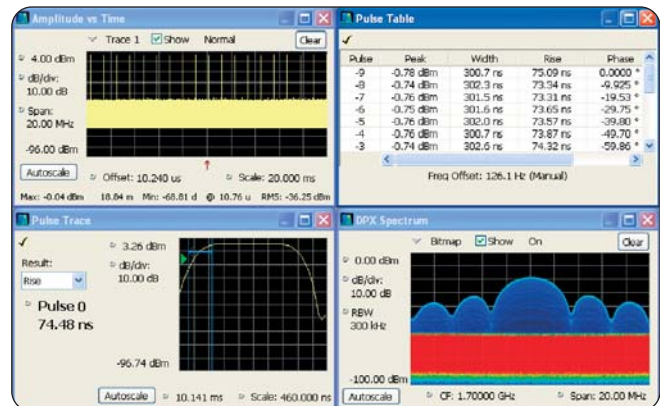 Amplitude vs Time
Trace 1 Show Normal Clear
4.00 dBm
dB/div:
10.00 dB
Span:
20.00 MHz
-96.00 dBm
Autoscale Offset: 10.240 us Scale: 20.000 ms
Max: -0.04 dBm 18.84 m Min: -68.81 d @ 10.76 u RMS: -36.25 dBm
Pulse Table
Pulse Peak Width Rise Phase
-9 -0.78 dBm 300.7 ns 75.09 ns 0.0000 °
-8 -0.74 dBm 302.3 ns 73.34 ns -9.925 °
-7 -0.76 dBm 301.5 ns 73.31 ns -19.53 °
-6 -0.75 dBm 301.6 ns 73.65 ns -29.75 °
-5 -0.76 dBm 302.0 ns 73.57 ns -39.80 °
-4 -0.76 dBm 300.7 ns 73.87 ns -49.70 °
-3 -0.74 dBm 302.6 ns 74.32 ns -59.86 °
Freq Offset: 126.1 Hz (Manual)
Pulse Trace
Result:
Rise
Pulse 0
74.48 ns
3.26 dBm
dB/div:
10.00 dB
-96.74 dBm
Autoscale 10.141 ms Scale: 460.000 ns
DPX Spectrum
Bitmap Show On Clear
0.00 dBm
dB/div:
10.00 dB
RBW
300 kHz
-100.00 dBm
Autoscale CF: 1.70000 GHz Span: 20.00 MHz